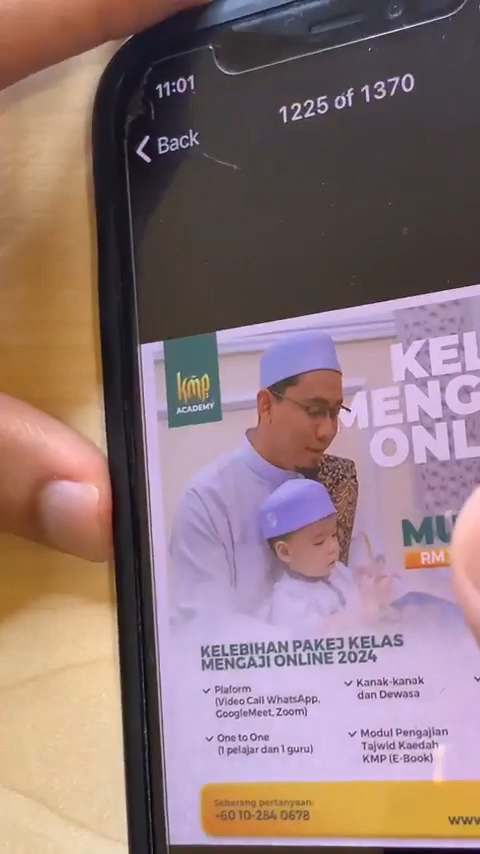 11:01
1225 of 1370
Back
kmp
ACADEMY
KEL
MENG
ONL
MU
RM
KELEBIHAN PAKEJ KELAS
MENGAJI ONLINE 2024
Plaform
(Video Call WhatsApp,
GoogleMeet, Zoom)
Kanak-kanak
dan Dewasa
One to One
(1 pelajar dan 1 guru)
Modul Pengajian
Tajwid Kaedah
KMP (E-Book)
Sebarang pertanyaan:
+60 10-284 0678
www